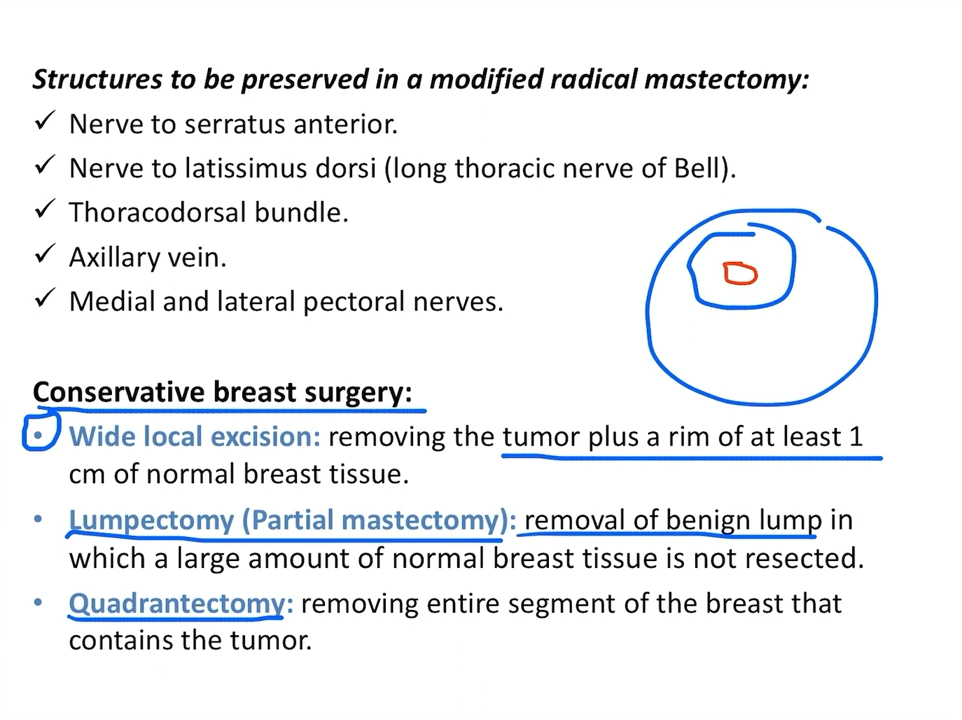 Structures to be preserved in a modified radical mastectomy:
✓ Nerve to serratus anterior.
✓ Nerve to latissimus dorsi (long thoracic nerve of Bell).
✓ Thoracodorsal bundle.
✓ Axillary vein.
✓ Medial and lateral pectoral nerves.
Conservative breast surgery:
• Wide local excision: removing the tumor plus a rim of at least 1
cm of normal breast tissue.
• Lumpectomy (Partial mastectomy): removal of benign lump in
which a large amount of normal breast tissue is not resected.
• Quadrantectomy: removing entire segment of the breast that
contains the tumor.